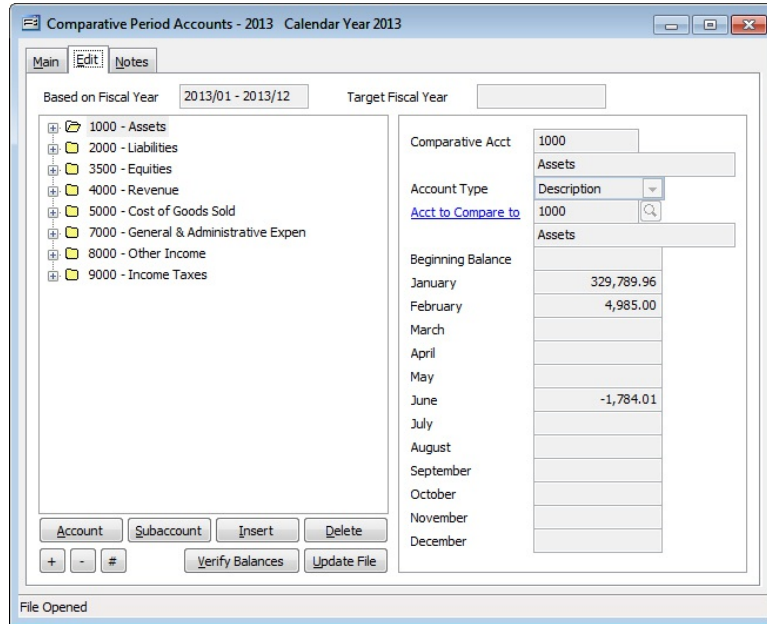 Comparative Period Accounts - 2013 Calendar Year 2013
Main Edit Notes
Based on Fiscal Year 2013/01 - 2013/12 Target Fiscal Year
1000 - Assets
2000 - Liabilities
3500 - Equities
4000 - Revenue
5000 - Cost of Goods Sold
7000 - General & Administrative Expen
8000 - Other Income
9000 - Income Taxes
Comparative Acct 1000
Assets
Account Type Description
Acct to Compare to 1000
Assets
Beginning Balance
January 329,789.96
February 4,985.00
March
April
May
June -1,784.01
July
August
September
October
November
December
Account Subaccount Insert Delete
+ - # Verify Balances Update File
File Opened